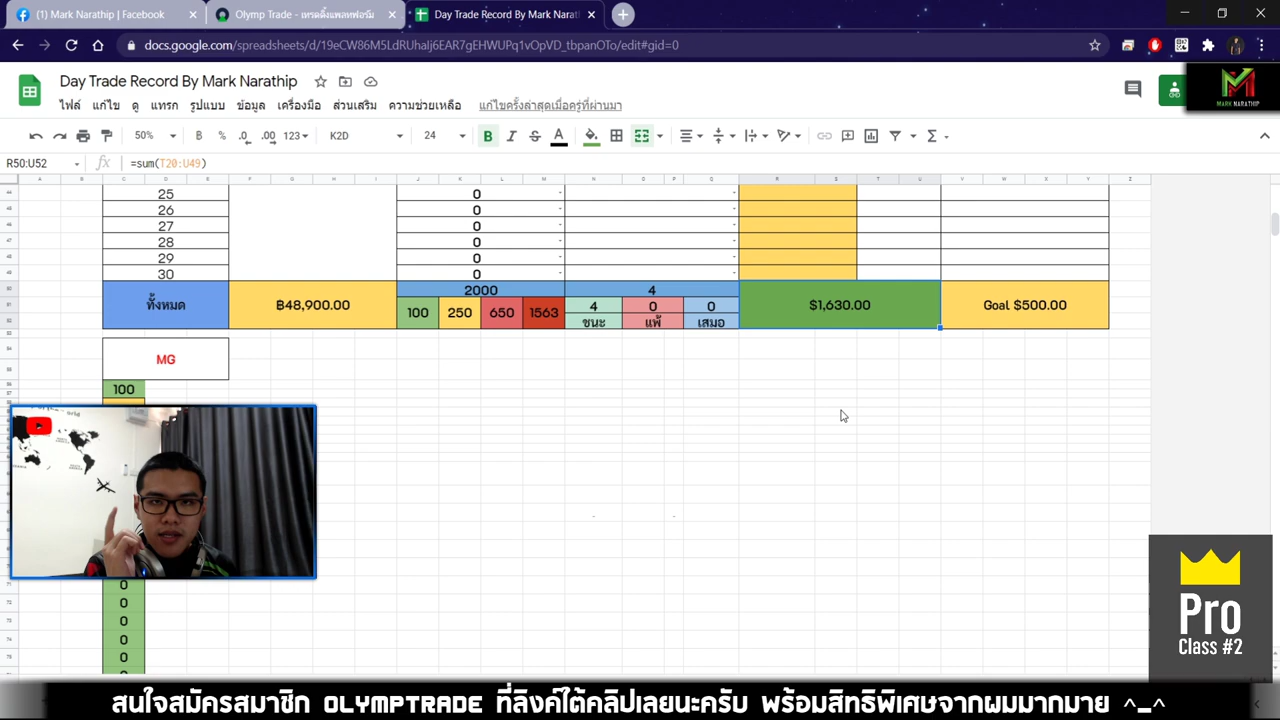 (1) Mark Narathip | Facebook
Olymp Trade - เทรดดิ้งแพลทฟอร์ม
Day Trade Record By Mark Narat
docs.google.com/spreadsheets/d/19eCW86M5LdRUhaIj6EAR7gEHWUPq1vOpVD_tbpanOTo/edit#gid=0
Day Trade Record By Mark Narathip
MARK NARATHIP
ไฟล์ แก้ไข ดู แทรก รูปแบบ ข้อมูล เครื่องมือ ส่วนเสริม ความช่วยเหลือ แก้ไขครั้งล่าสุดเมื่อครู่ที่ผ่านมา
50% ฿ % .0 .00 123 K2D 24 B I S A
R50:U52 fx =sum(T20:U49)
A B C D E F G H I J K L M N O P Q R S T U V W X Y Z
25 0
26 0
27 0
28 0
29 0
30 0
ทั้งหมด ฿48,900.00 2000 4 $1,630.00 Goal $500.00
100 250 650 1563 4 0 0
ชนะ แพ้ เสมอ
MG
100
0
0
0
0
0
Pro
Class #2
สนใจสมัครสมาชิก OLYMPTRADE ที่ลิงค์ใต้คลิปเลยนะครับ พร้อมสิทธิพิเศษจากผมมากมาย ^_^